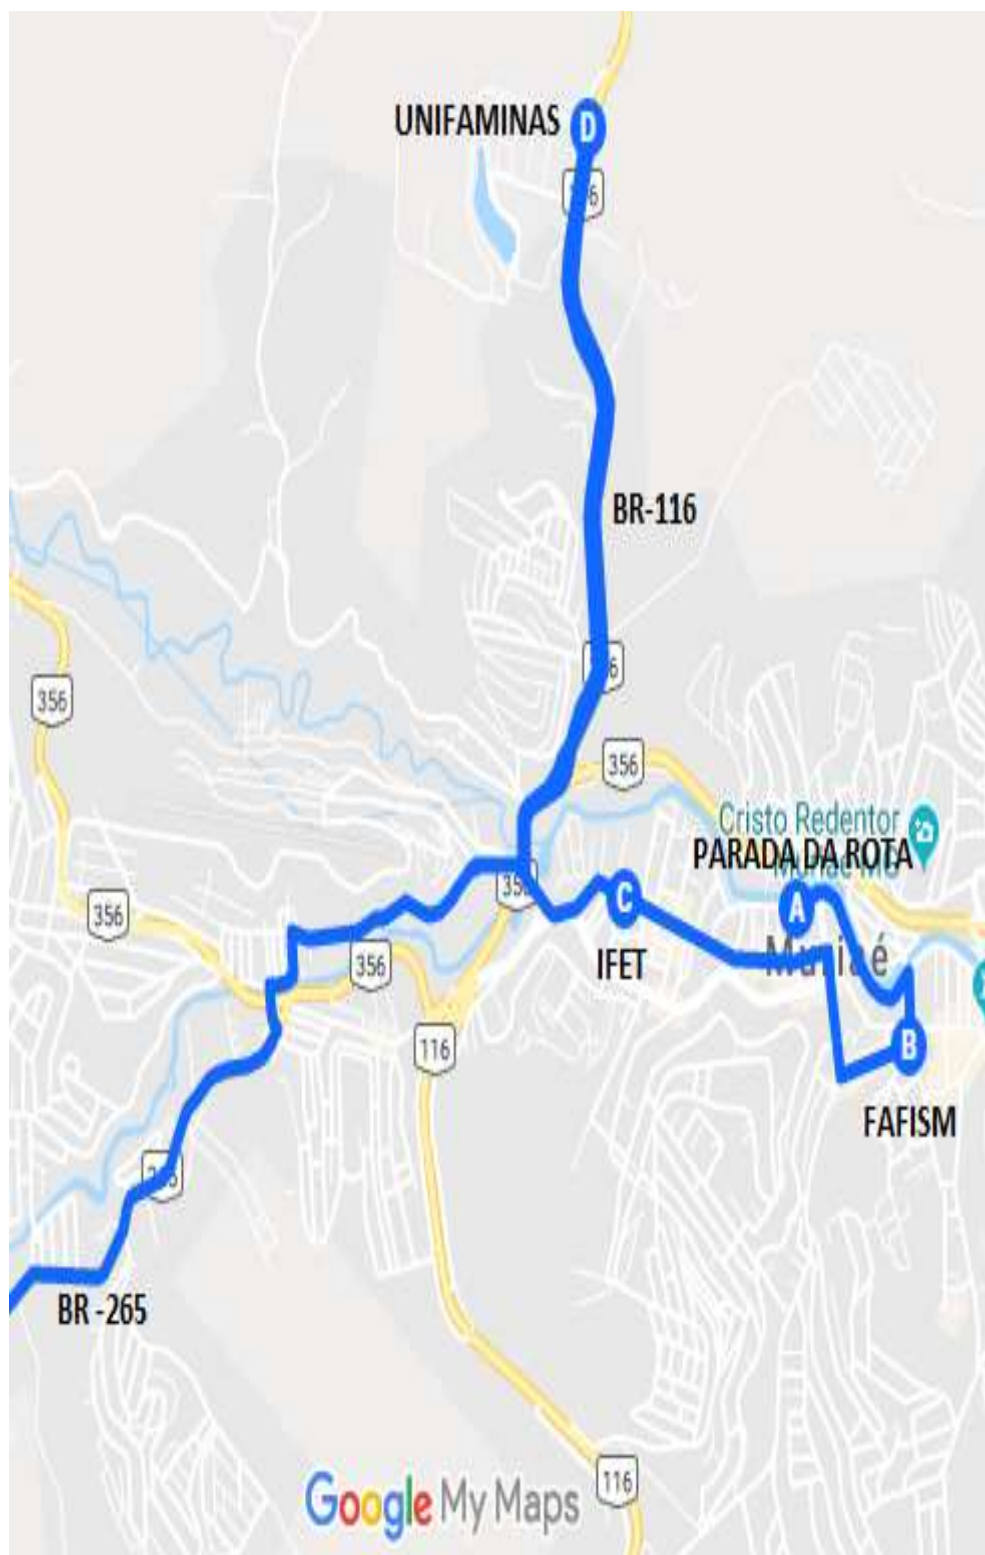 UNIFAMINAS
D
BR-116
356
356
Cristo Redentor
PARADA DA ROTA
A
356
C
Muriaé
356
IFET
B
116
FAFISM
BR -265
116
Google My Maps